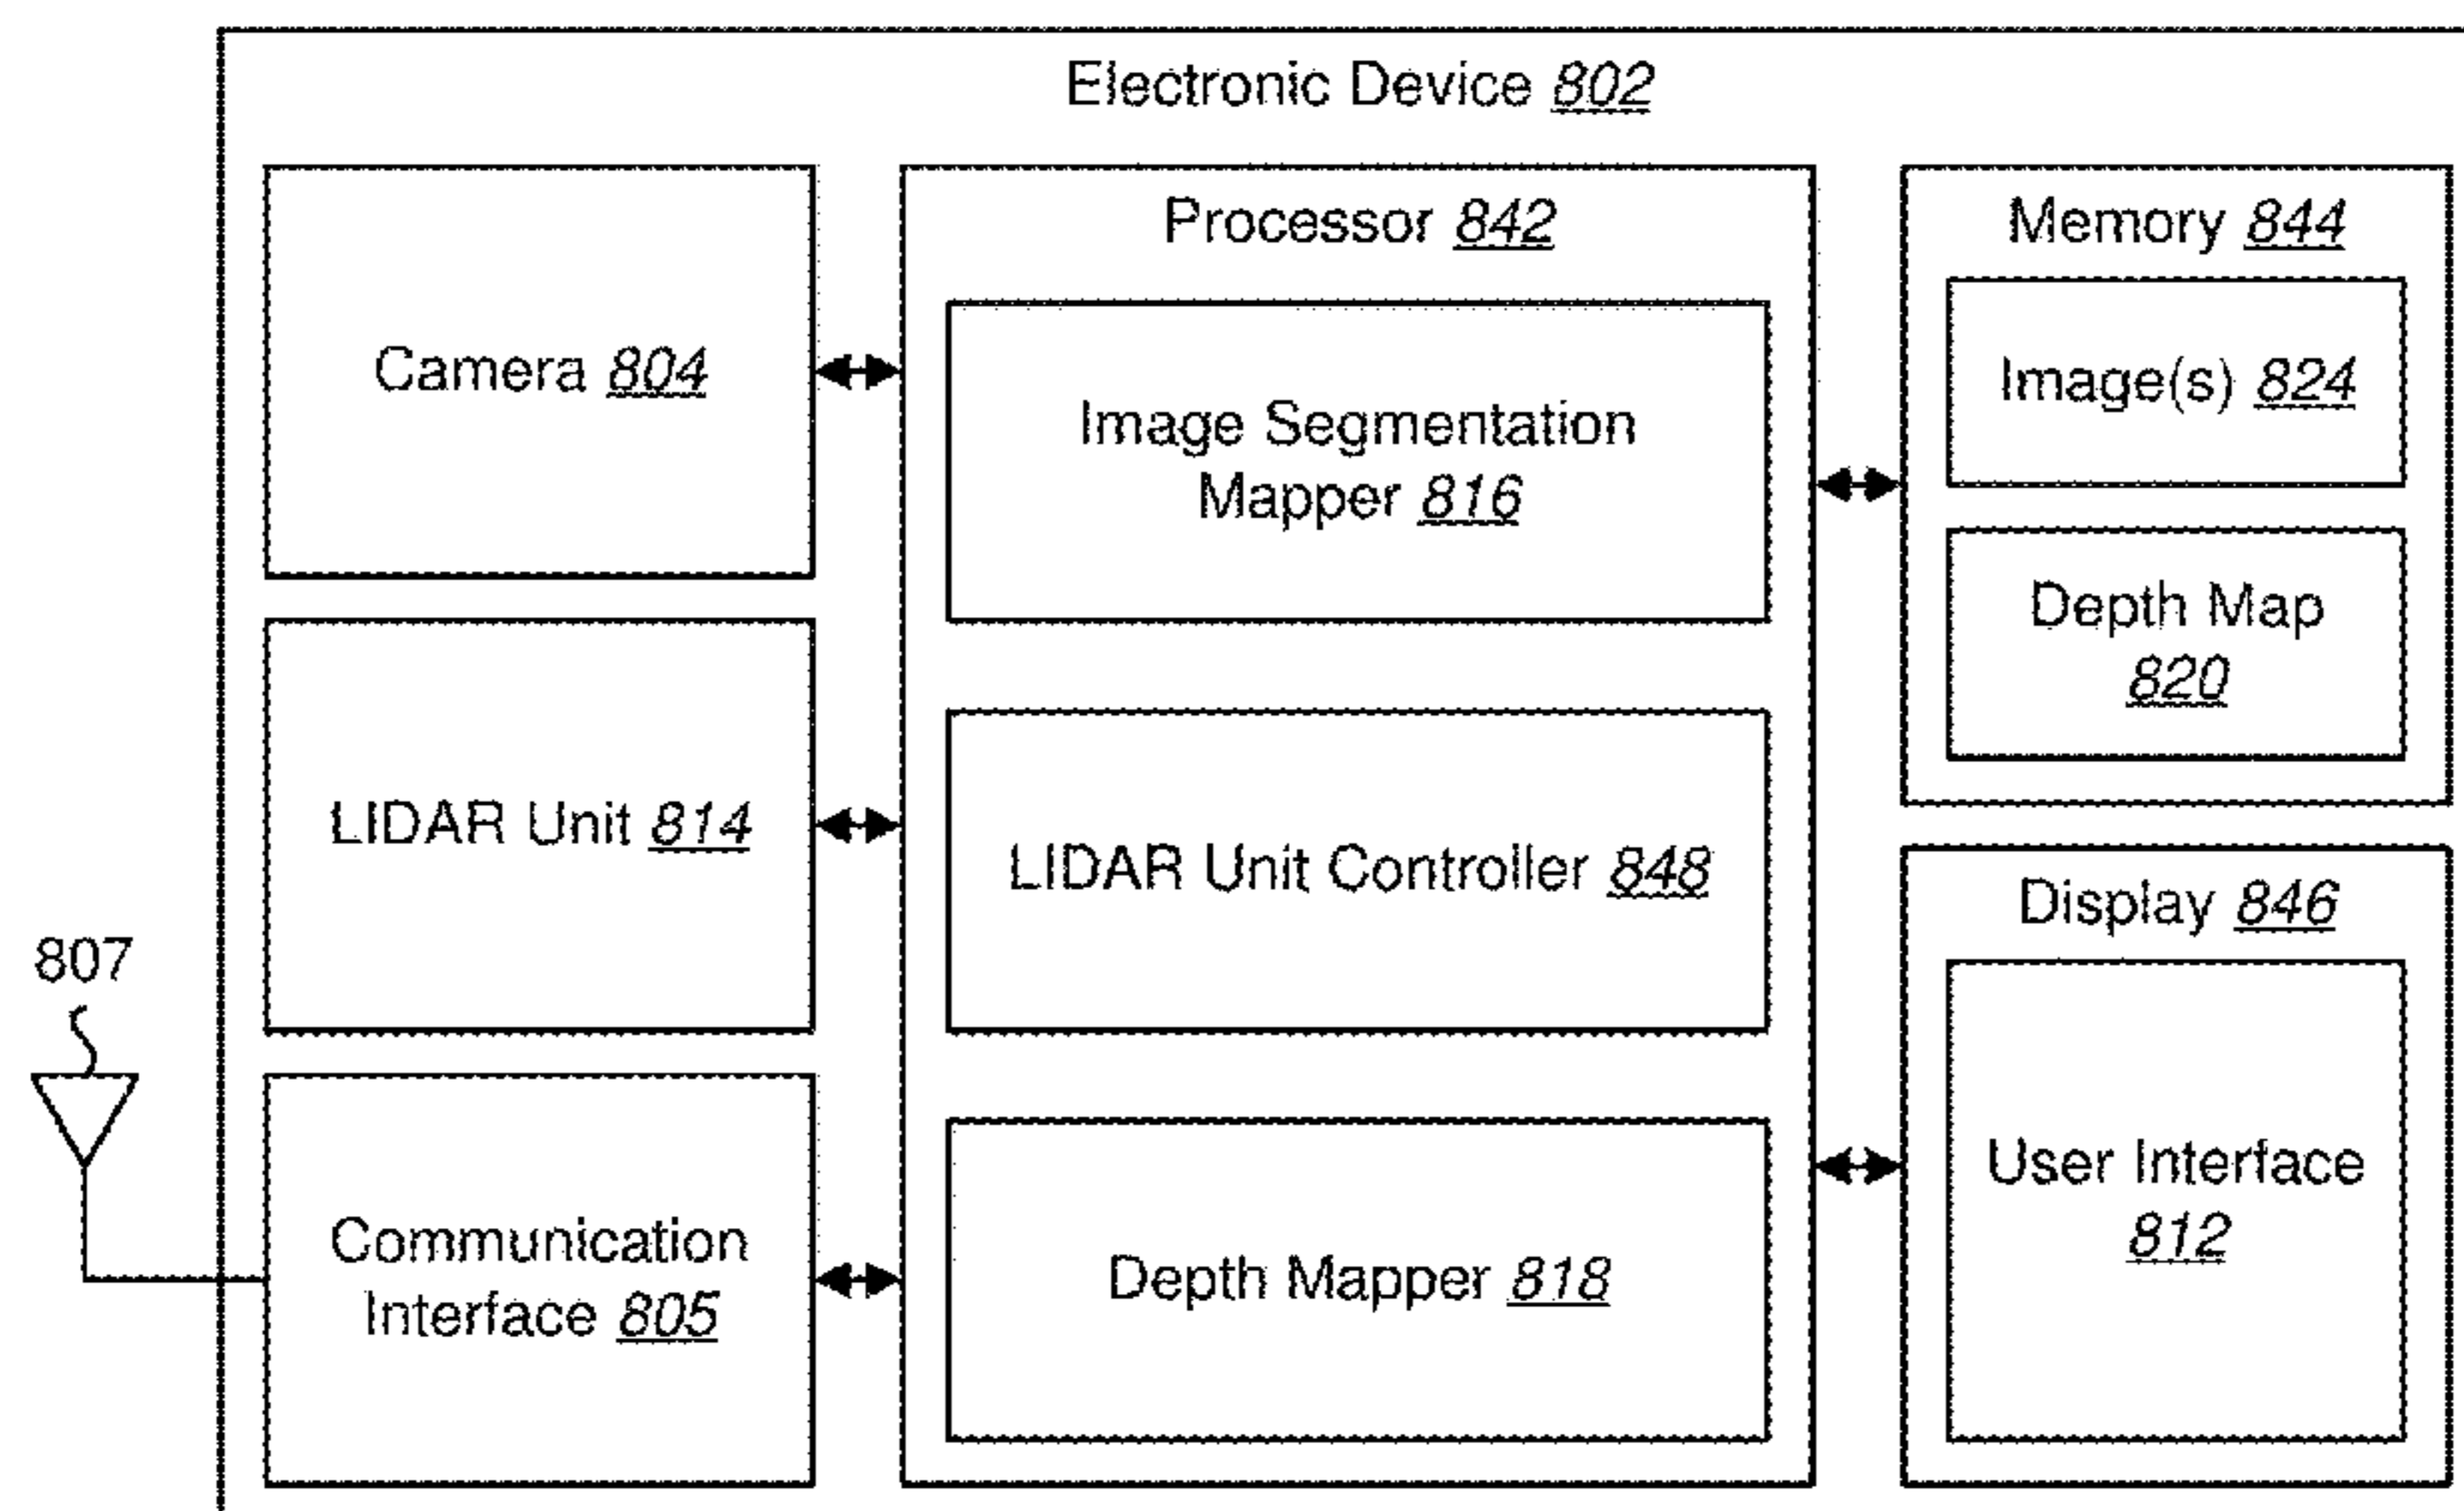 Electronic Device 802
Camera 804
LIDAR Unit 814
807
Communication
Interface 805
Processor 842
Image Segmentation
Mapper 816
LIDAR Unit Controller 848
Depth Mapper 818
Memory 844
Image(s) 824
Depth Map
820
Display 846
User Interface
812